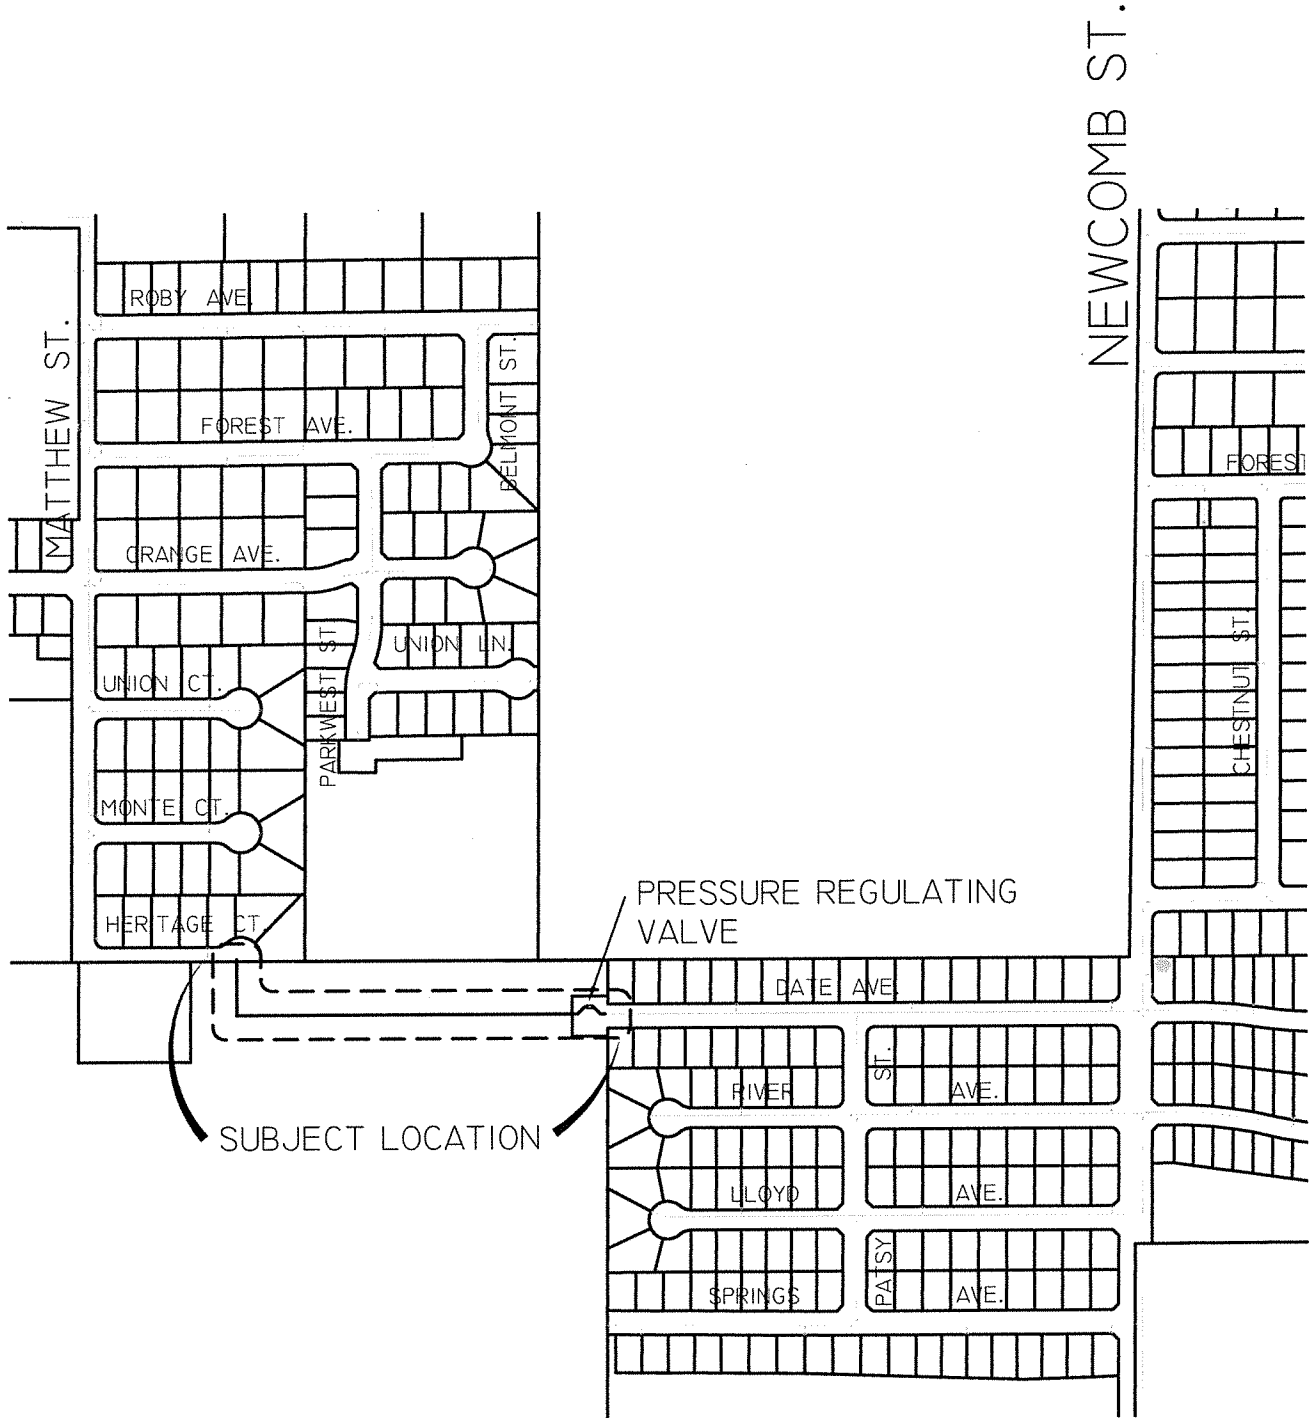 NEWCOMB ST.
ROBY AVE.
MATTHEW ST.
BELMONT ST.
FOREST AVE.
FOREST
ORANGE AVE.
UNION LN.
PARKWEST ST
CHESTNUT ST.
UNION CT.
MONTE CT.
HERITAGE CT.
PRESSURE REGULATING
VALVE
DATE AVE.
RIVER AVE.
ST.
SUBJECT LOCATION
LLOYD AVE.
PATSY
SPRINGS AVE.